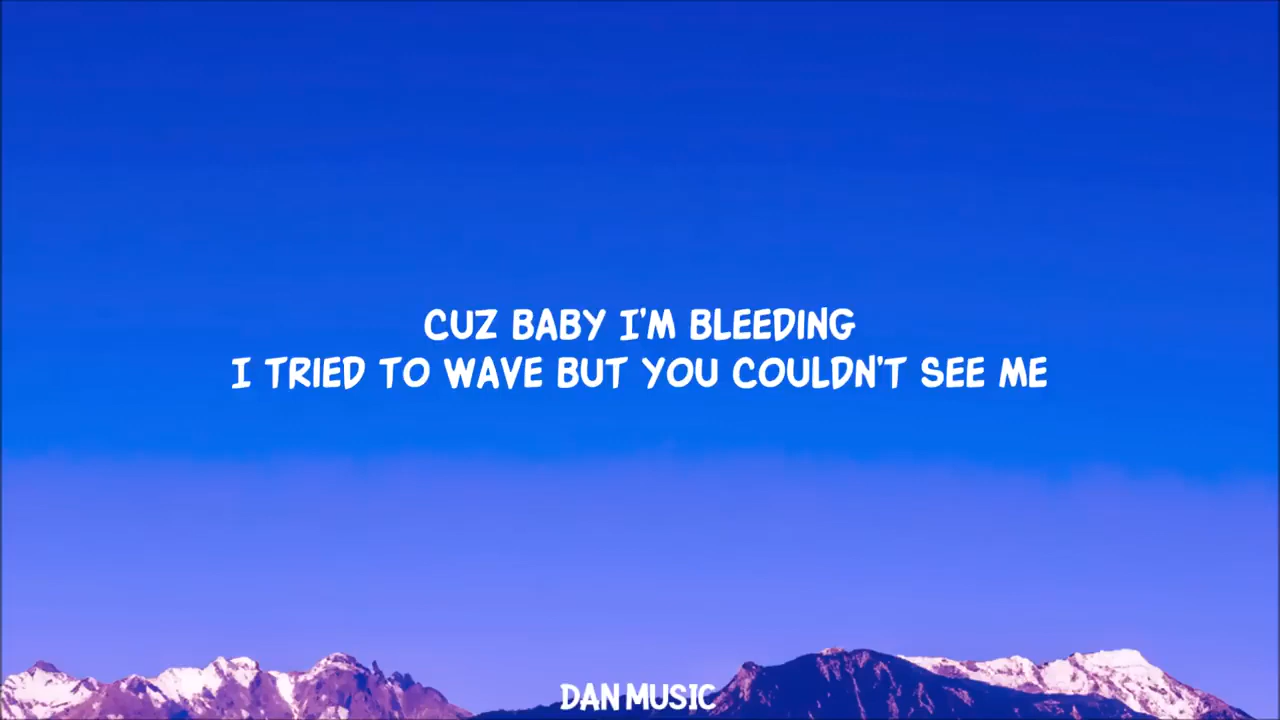 CUZ BABY I'M BLEEDING
I TRIED TO WAVE BUT YOU COULDN'T SEE ME
DAN MUSIC